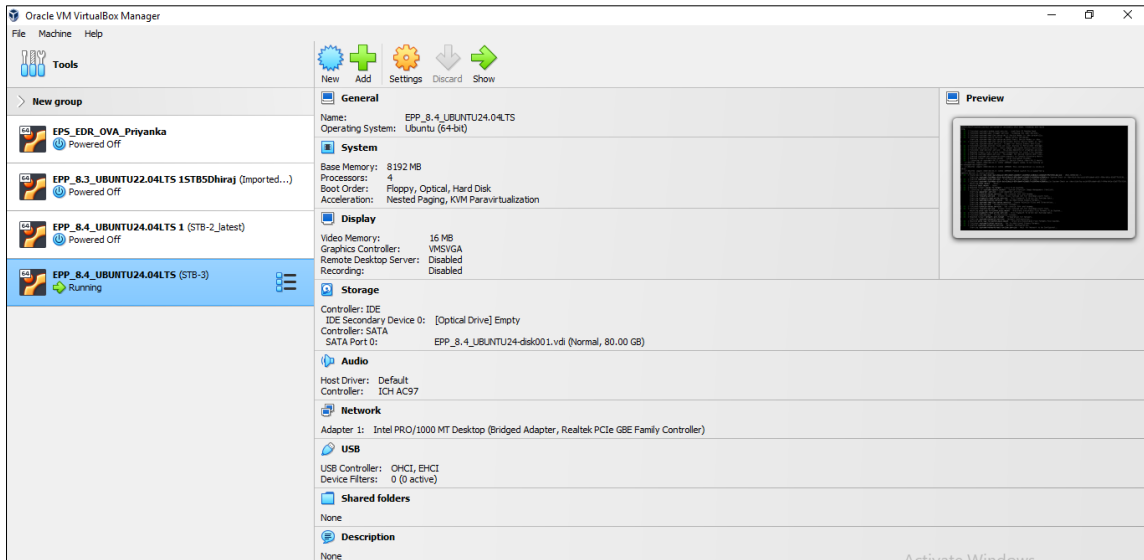 Oracle VM VirtualBox Manager
File Machine Help
Tools
New Add Settings Discard Show
New group
64
EPS_EDR_OVA_Priyanka
Powered Off
64
EPP_8.3_UBUNTU22.04LTS 1STB5Dhiraj (Imported...)
Powered Off
64
EPP_8.4_UBUNTU24.04LTS 1 (STB-2_latest)
Powered Off
64
EPP_8.4_UBUNTU24.04LTS (STB-3)
Running
General
Name: EPP_8.4_UBUNTU24.04LTS
Operating System: Ubuntu (64-bit)
System
Base Memory: 8192 MB
Processors: 4
Boot Order: Floppy, Optical, Hard Disk
Acceleration: Nested Paging, KVM Paravirtualization
Display
Video Memory: 16 MB
Graphics Controller: VMSVGA
Remote Desktop Server: Disabled
Recording: Disabled
Storage
Controller: IDE
IDE Secondary Device 0: [Optical Drive] Empty
Controller: SATA
SATA Port 0: EPP_8.4_UBUNTU24-disk001.vdi (Normal, 80.00 GB)
Audio
Host Driver: Default
Controller: ICH AC97
Network
Adapter 1: Intel PRO/1000 MT Desktop (Bridged Adapter, Realtek PCIe GBE Family Controller)
USB
USB Controller: OHCI, EHCI
Device Filters: 0 (0 active)
Shared folders
None
Description
None
Preview
Activate Windows